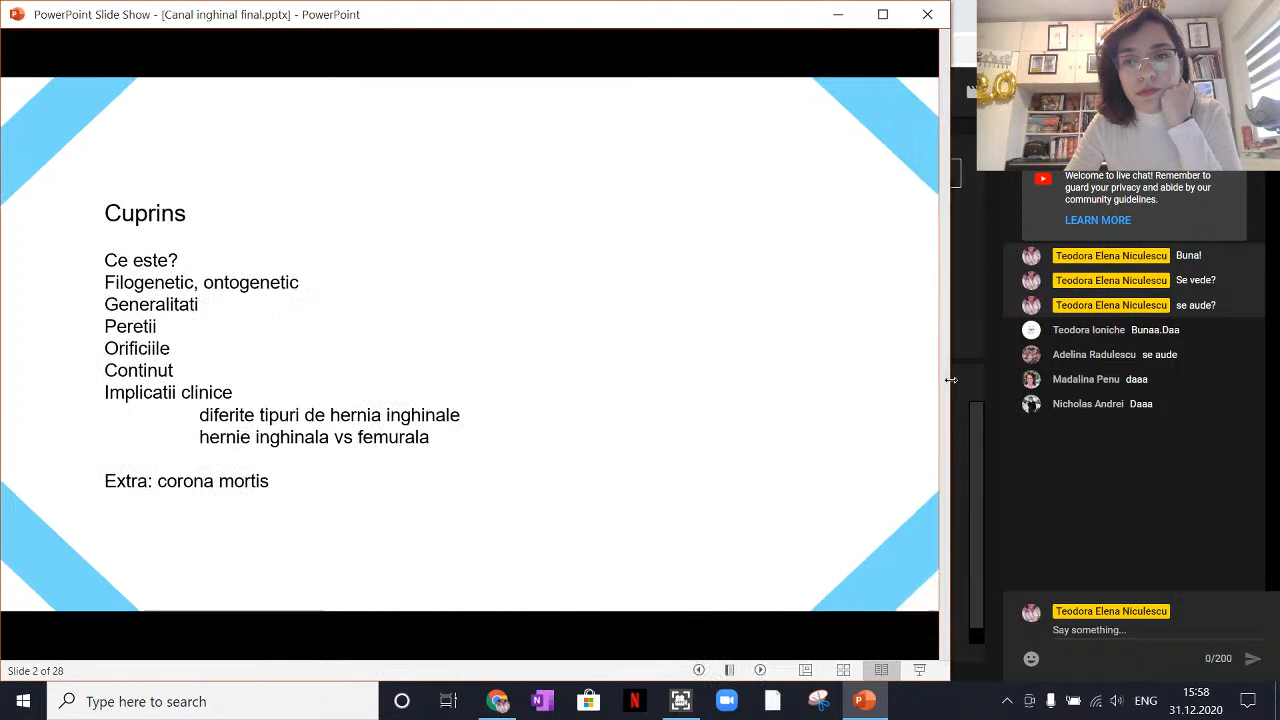 PowerPoint Slide Show - [Canal inghinal final.pptx] - PowerPoint
Cuprins
Ce este?
Filogenetic, ontogenetic
Generalitati
Peretii
Orificiile
Continut
Implicatii clinice
diferite tipuri de hernia inghinale
hernie inghinala vs femurala
Extra: corona mortis
Slide 2 of 28
Welcome to live chat! Remember to
guard your privacy and abide by our
community guidelines.
LEARN MORE
Teodora Elena Niculescu Buna!
Teodora Elena Niculescu Se vede?
Teodora Elena Niculescu se aude?
Teodora Ioniche Bunaa.Daa
Adelina Radulescu se aude
Madalina Penu daaa
Nicholas Andrei Daaa
Teodora Elena Niculescu
Say something...
0/200
Type here to search
ENG
15:58
31.12.2020